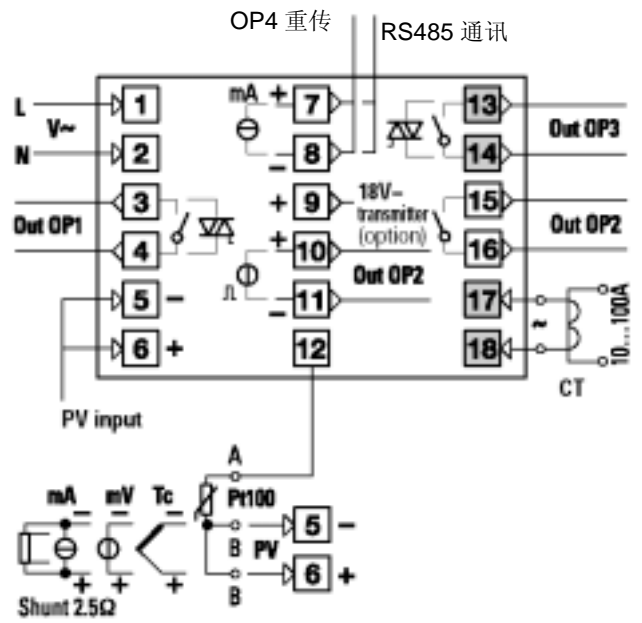 OP4 重传
RS485 通讯
L
V~
N
1
2
3
4
5 −
6 +
Out OP1
mA + 7
− 8
+ 9
+ 10
− 11
12
18V−
transmitter
(option)
Out OP2
13
14
15
16
17
18
Out OP3
Out OP2
~
10...100A
CT
PV input
A
Pt100
B
PV
B
5 −
6 +
mA
mV
Tc
− − −
+ + +
Shunt 2.5Ω